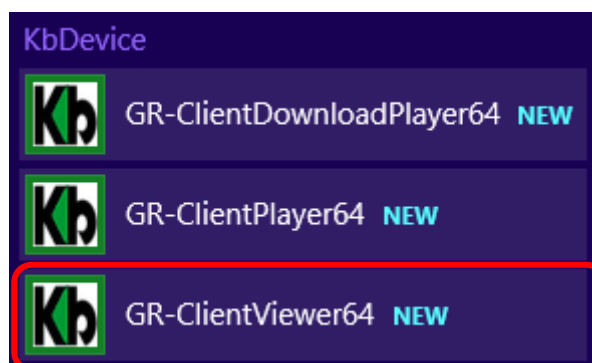 KbDevice
Kb GR-ClientDownloadPlayer64 NEW
Kb GR-ClientPlayer64 NEW
Kb GR-ClientViewer64 NEW